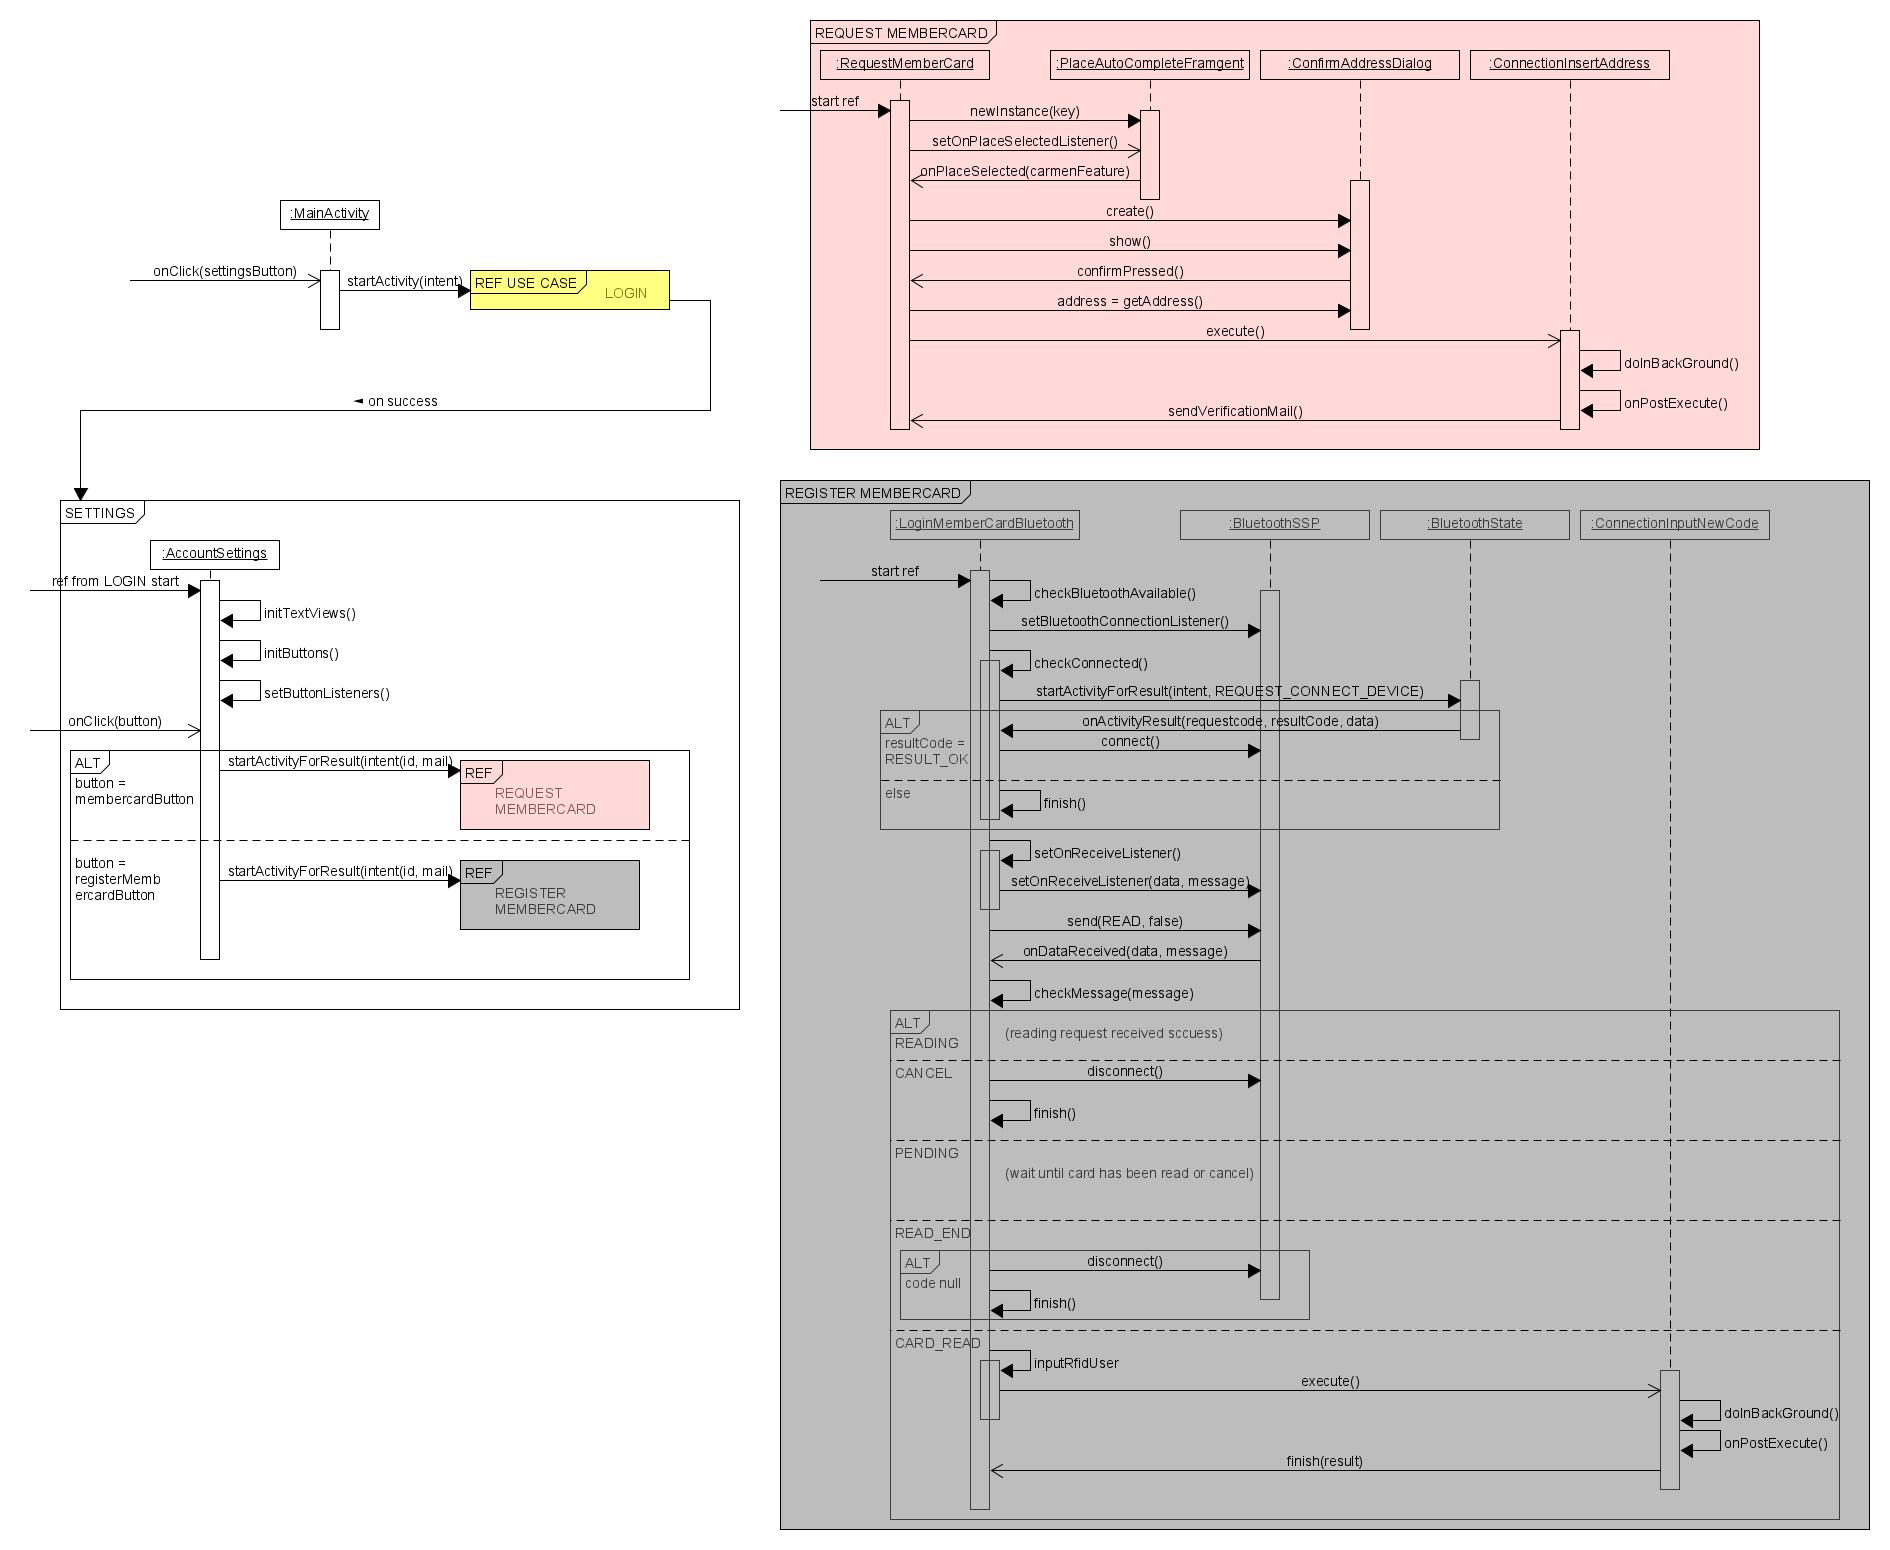 REQUEST MEMBERCARD
:RequestMemberCard
:PlaceAutoCompleteFramgent
:ConfirmAddressDialog
:ConnectionInsertAddress
start ref
newInstance(key)
setOnPlaceSelectedListener()
onPlaceSelected(carmenFeature)
create()
show()
confirmPressed()
address = getAddress()
execute()
doInBackGround()
onPostExecute()
sendVerificationMail()
:MainActivity
onClick(settingsButton)
startActivity(intent)
REF USE CASE
LOGIN
◄ on success
SETTINGS
:AccountSettings
ref from LOGIN start
initTextViews()
initButtons()
setButtonListeners()
onClick(button)
ALT
button =
membercardButton
startActivityForResult(intent(id, mail)
REF
REQUEST
MEMBERCARD
button =
registerMemb
ercardButton
startActivityForResult(intent(id, mail)
REF
REGISTER
MEMBERCARD
REGISTER MEMBERCARD
:LoginMemberCardBluetooth
:BluetoothSSP
:BluetoothState
:ConnectionInputNewCode
start ref
checkBluetoothAvailable()
setBluetoothConnectionListener()
checkConnected()
startActivityForResult(intent, REQUEST_CONNECT_DEVICE)
ALT
onActivityResult(requestcode, resultCode, data)
resultCode =
RESULT_OK
connect()
else
finish()
setOnReceiveListener()
setOnReceiveListener(data, message)
send(READ, false)
onDataReceived(data, message)
checkMessage(message)
ALT
READING
(reading request received sccuess)
CANCEL
disconnect()
finish()
PENDING
(wait until card has been read or cancel)
READ_END
ALT
code null
disconnect()
finish()
CARD_READ
inputRfidUser
execute()
doInBackGround()
onPostExecute()
finish(result)